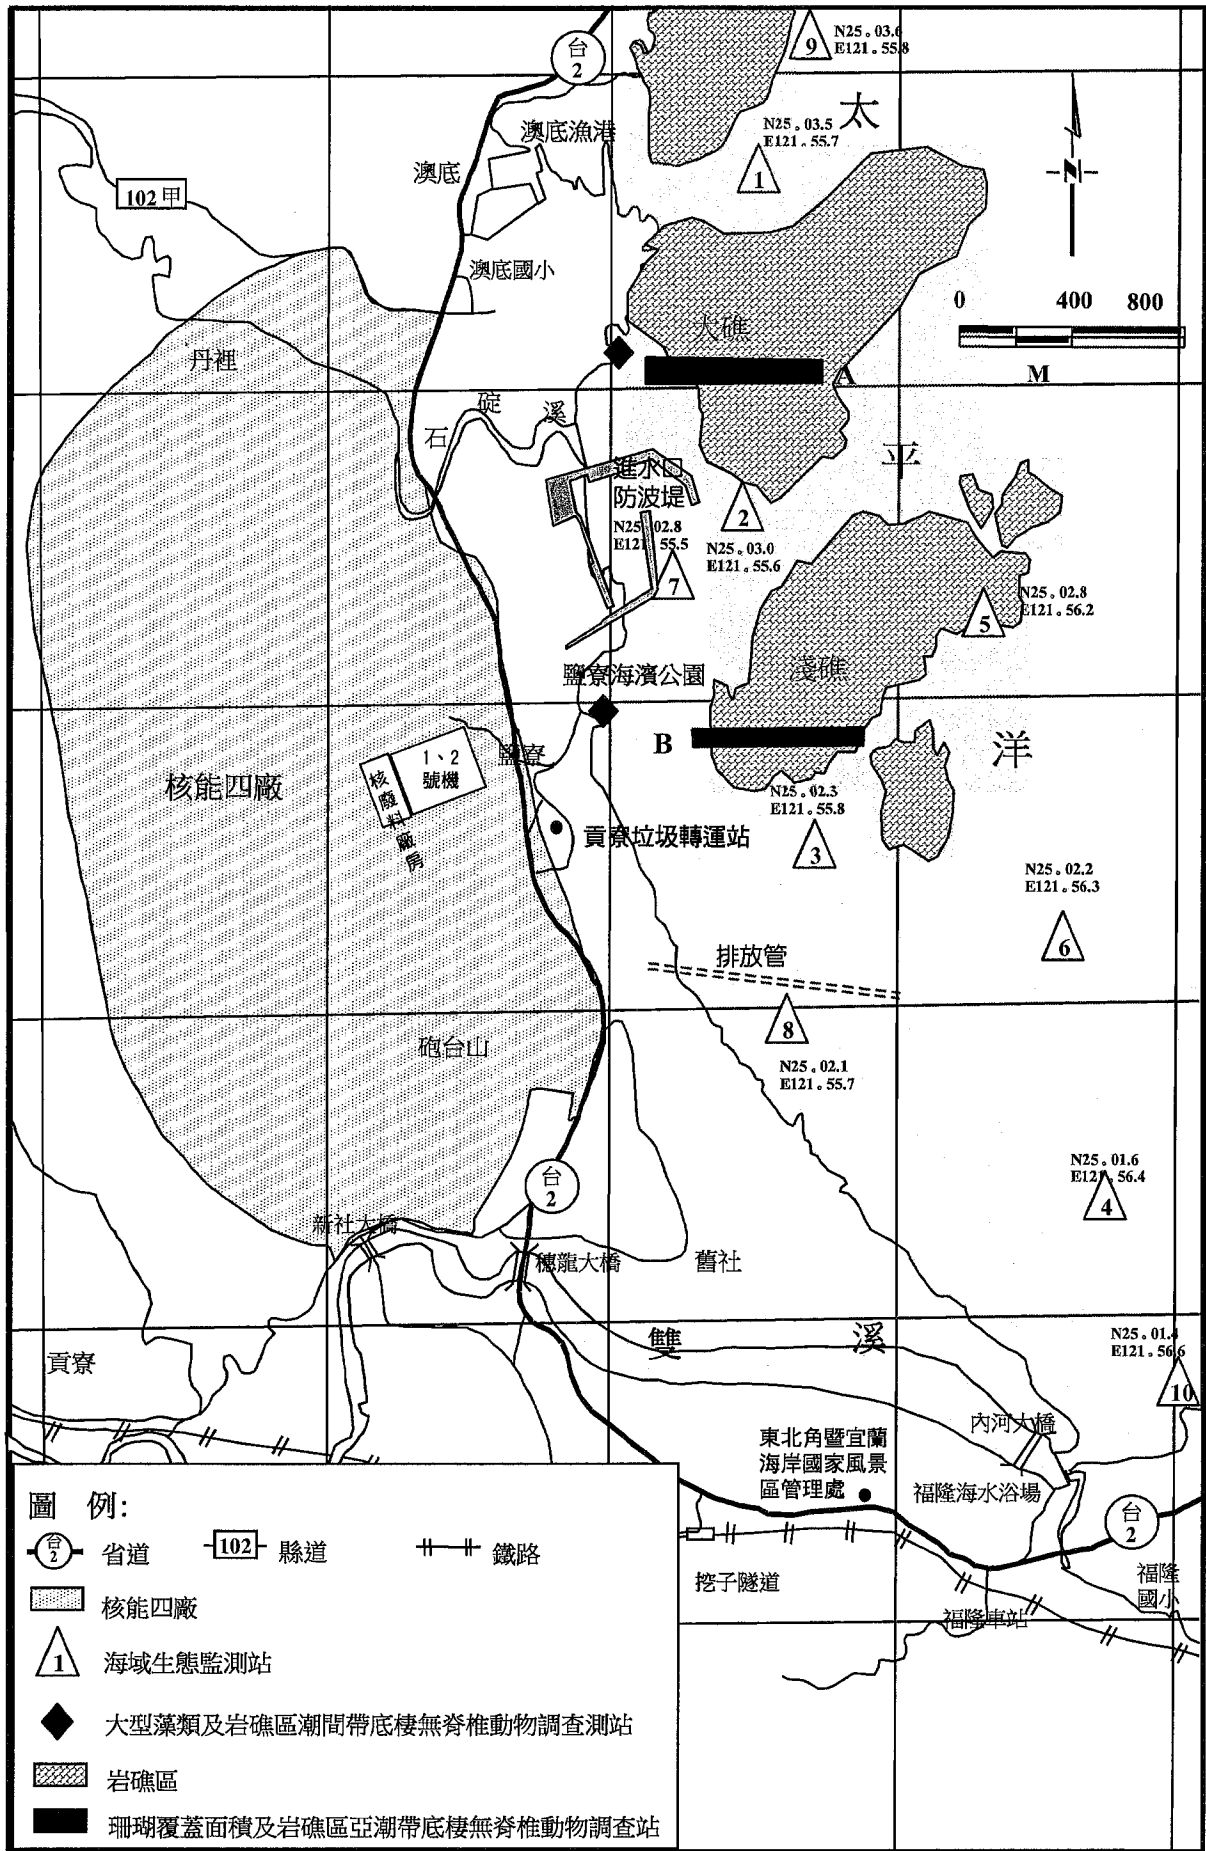 台
2
9
N25。03.6
E121。55.8
太
N25。03.5
E121。55.7
1
澳底漁港
澳底
102 甲
澳底國小
0 400 800
M
丹裡
大礁
A
石 碇 溪
平
進水口
防波堤
2
N25。02.8
E121。55.5
N25。03.0
E121。55.6
7
N25。02.8
E121。56.2
5
鹽寮海濱公園
淺礁
B
洋
鹽寮
核能四廠
1、2
號機
核廢料廠房
N25。02.3
E121。55.8
3
貢寮垃圾轉運站
N25。02.2
E121。56.3
6
排放管
8
N25。02.1
E121。55.7
砲台山
N25。01.6
E121。56.4
4
台
2
新社大橋
穗龍大橋
舊社
雙 溪
N25。01.4
E121。56.6
10
貢寮
內河大橋
東北角暨宜蘭
海岸國家風景
區管理處
福隆海水浴場
台
2
挖子隧道
福隆
國小
福隆車站
圖 例:
台
2
省道
102
縣道
鐵路
核能四廠
1
海域生態監測站
大型藻類及岩礁區潮間帶底棲無脊椎動物調查測站
岩礁區
珊瑚覆蓋面積及岩礁區亞潮帶底棲無脊椎動物調查站
N